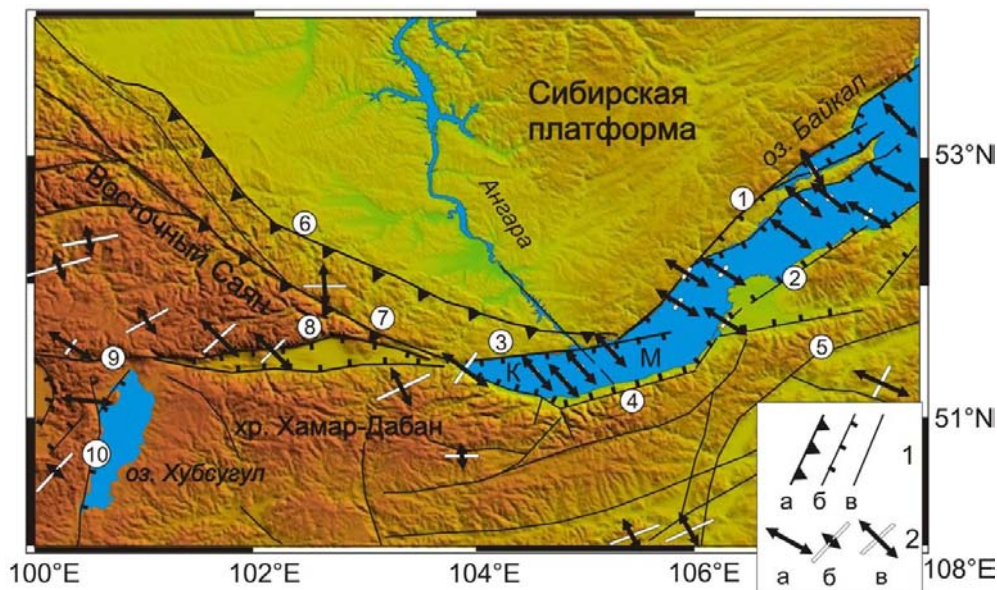 Сибирская
платформа
оз. Байкал
53°N
Ангара
1
Восточный Саян
6
2
7
8
3
5
9
К
М
4
51°N
хр. Хамар-Дабан
10
оз. Хубсугул
1
а б в
2
а б в
100°E 102°E 104°E 106°E 108°E